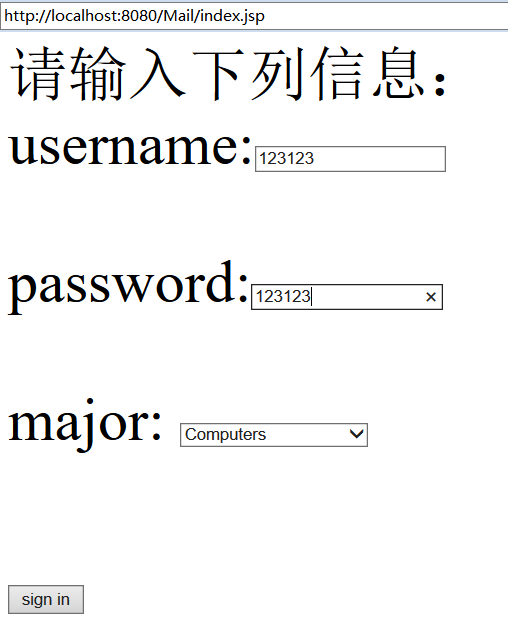 http://localhost:8080/Mail/index.jsp
请输入下列信息：
username: 123123
password: 123123
major: Computers
sign in